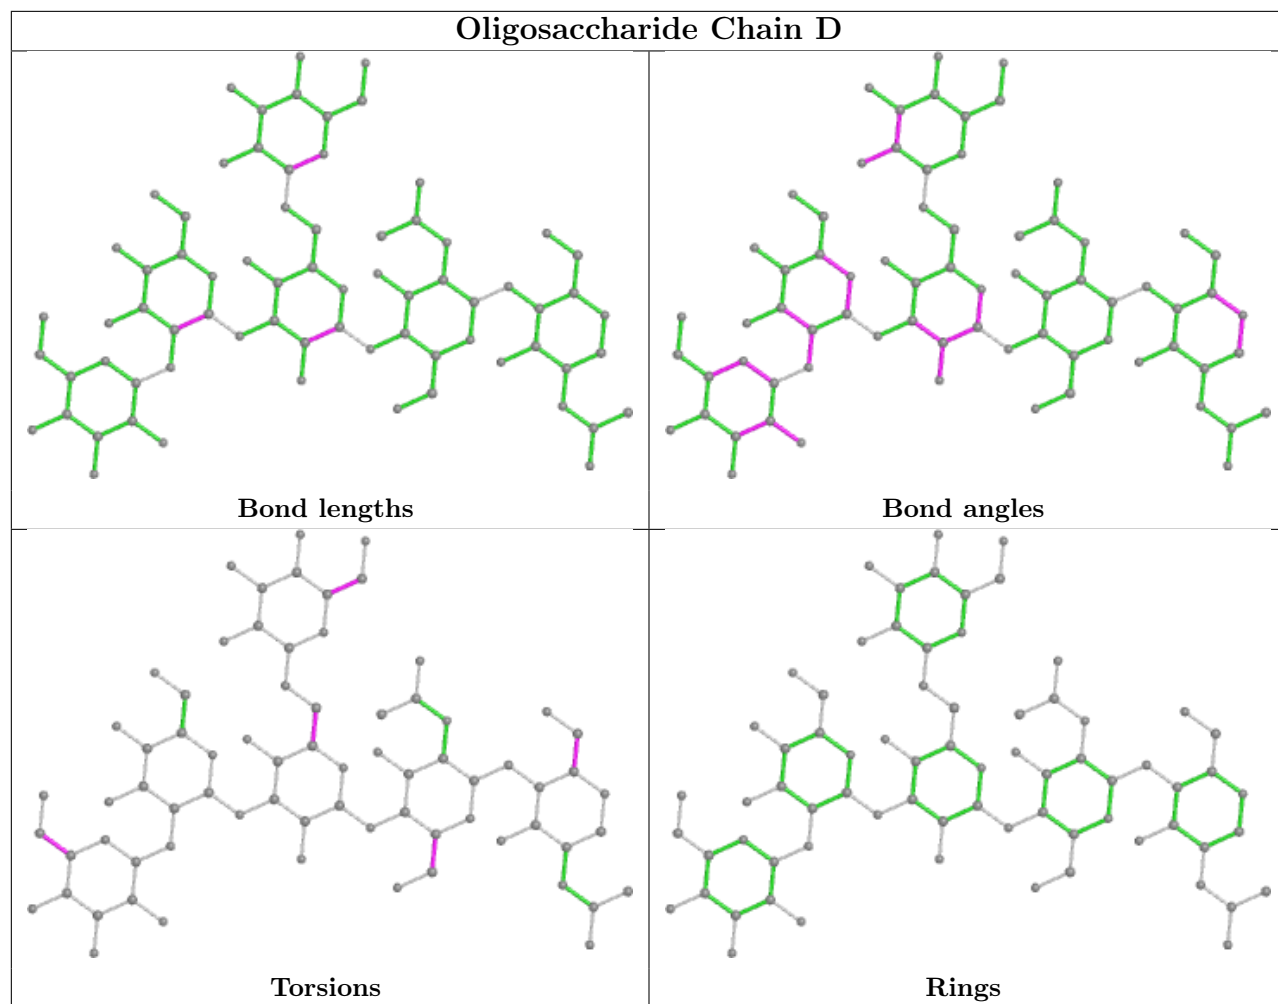 Oligosaccharide Chain D
Bond lengths
Bond angles
Torsions
Rings